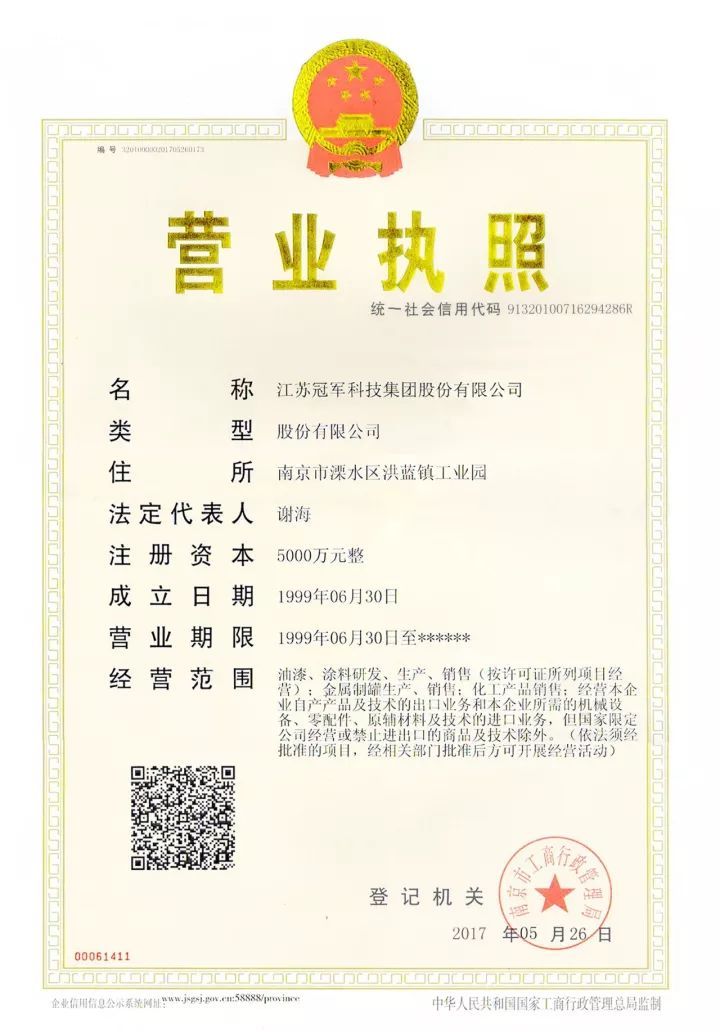 编 号 320100000201705260173
营业执照
统一社会信用代码 91320100716294286R
名称 江苏冠军科技集团股份有限公司
类型 股份有限公司
住所 南京市溧水区洪蓝镇工业园
法定代表人 谢海
注册资本 5000万元整
成立日期 1999年06月30日
营业期限 1999年06月30日至******
经营范围 油漆、涂料研发、生产、销售（按许可证所列项目经
营）；金属制罐生产、销售；化工产品销售；经营本企
业自产产品及技术的出口业务和本企业所需的机械设
备、零配件、原辅材料及技术的进口业务，但国家限定
公司经营或禁止进出口的商品及技术除外。（依法须经
批准的项目，经相关部门批准后方可开展经营活动）
南京市工商行政管理局
登记机关
2017 年05 月26 日
00061411
企业信用信息公示系统网址：www.jsgsj.gov.cn:58888/province
中华人民共和国国家工商行政管理总局监制